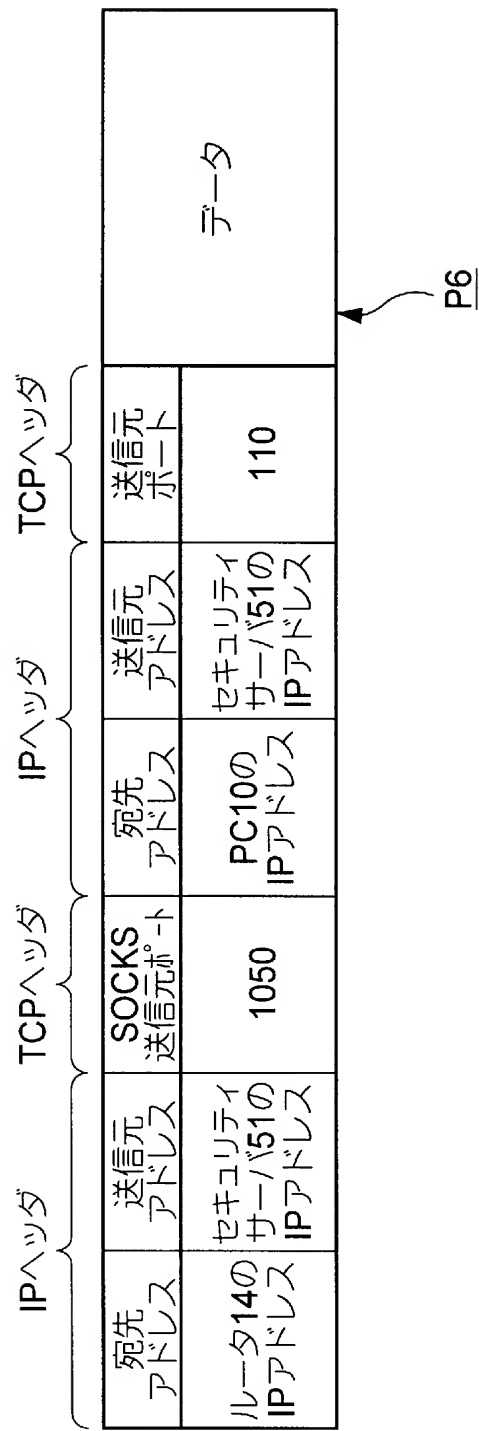 IPヘッダ
TCPヘッダ
IPヘッダ
TCPヘッダ
宛先
アドレス
送信元
アドレス
SOCKS
送信元ポート
宛先
アドレス
送信元
アドレス
送信元
ポート
データ
ルータ14の
IPアドレス
セキュリティ
サーバ51の
IPアドレス
1050
PC10の
IPアドレス
セキュリティ
サーバ51の
IPアドレス
110
P6